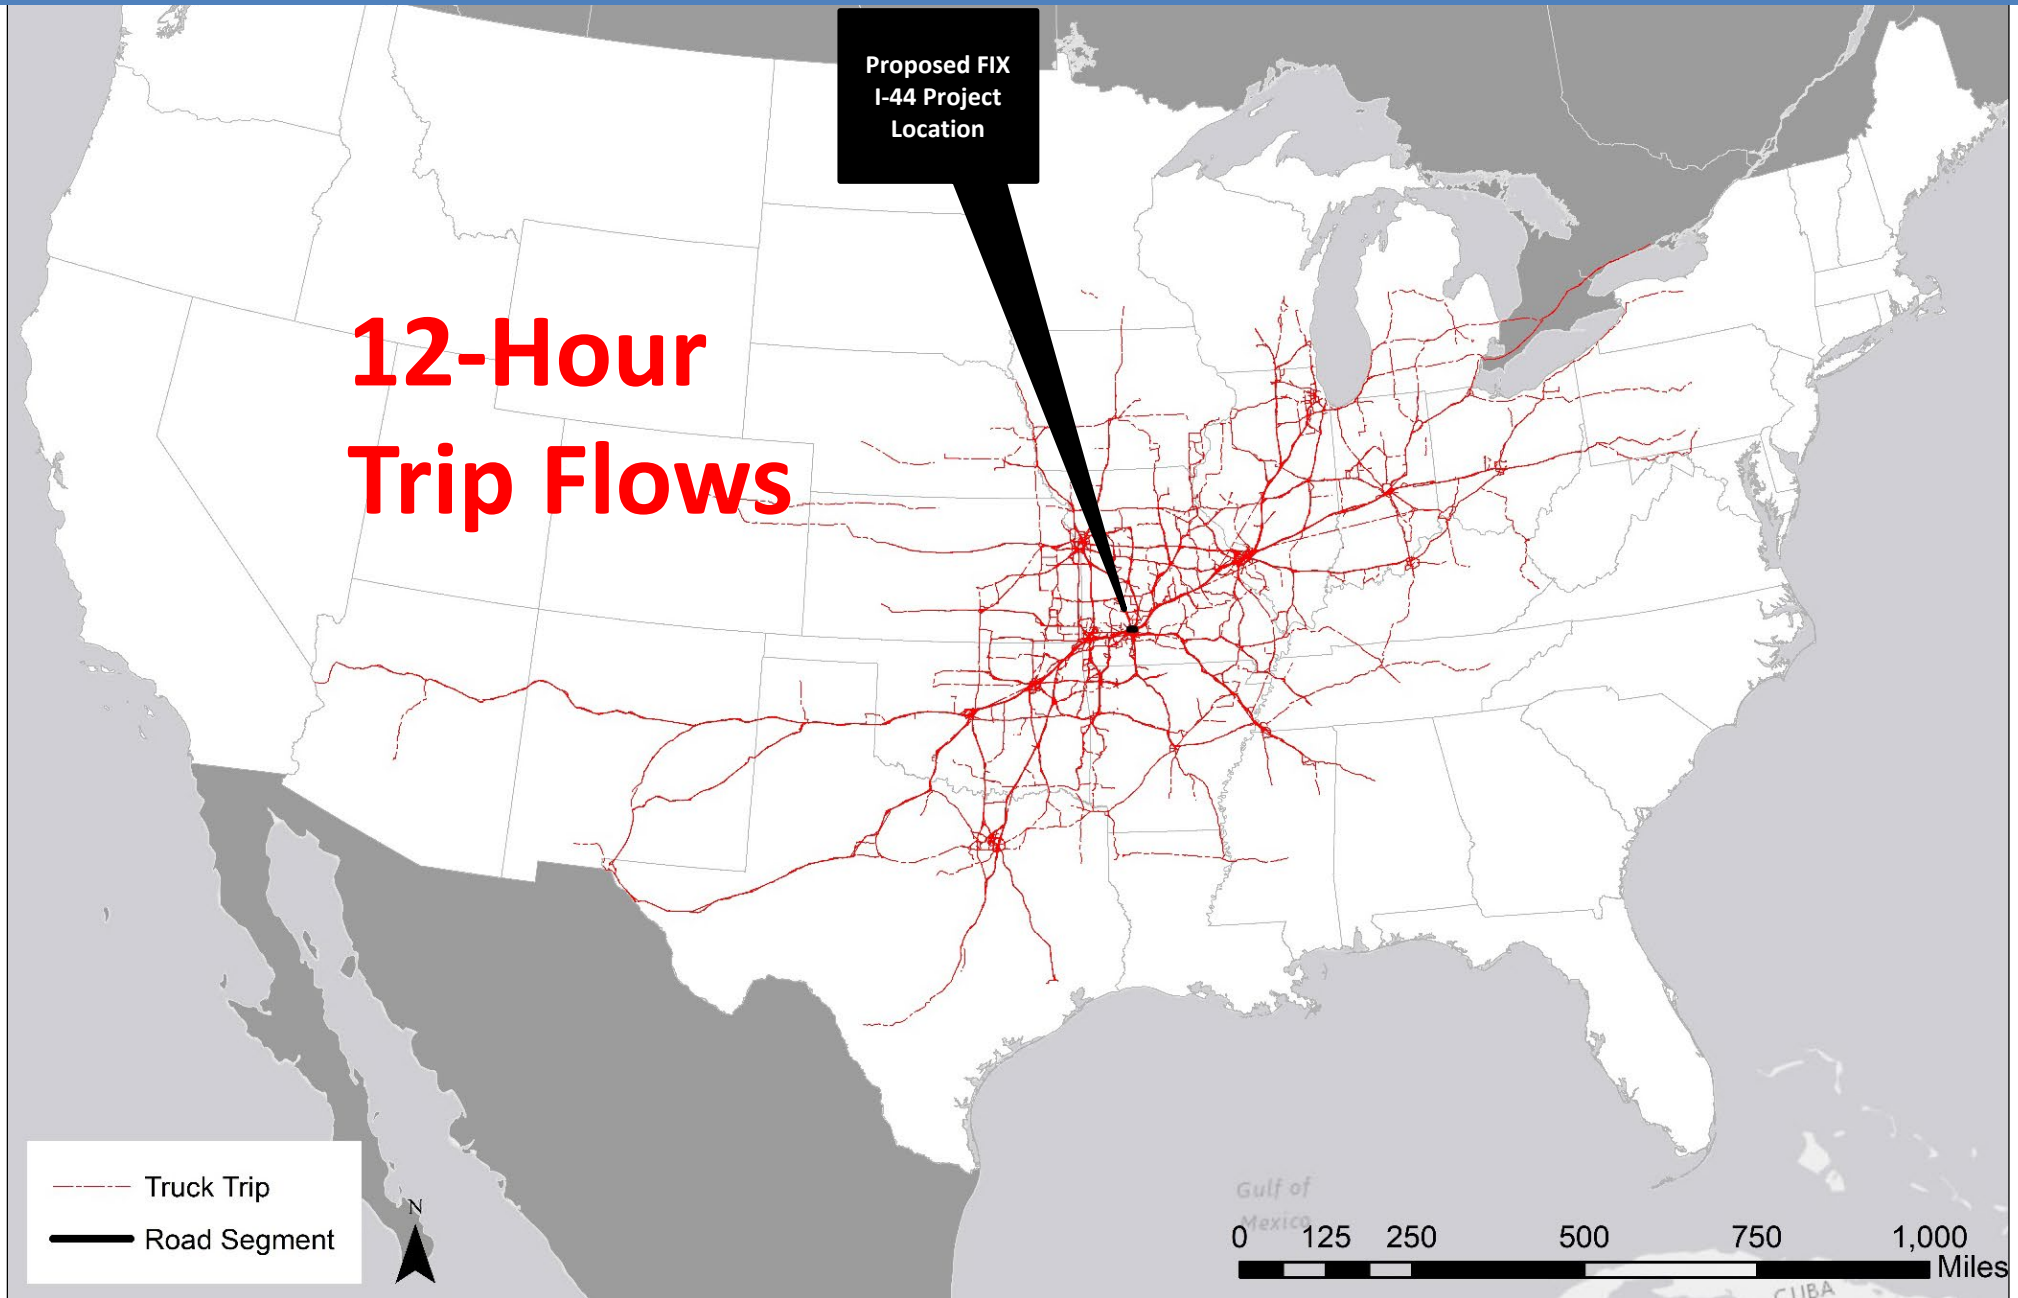 Proposed FIX
I-44 Project
Location
12-Hour
Trip Flows
Truck Trip
Road Segment
N
Gulf of
Mexico
0 125 250 500 750 1,000
Miles
CUBA